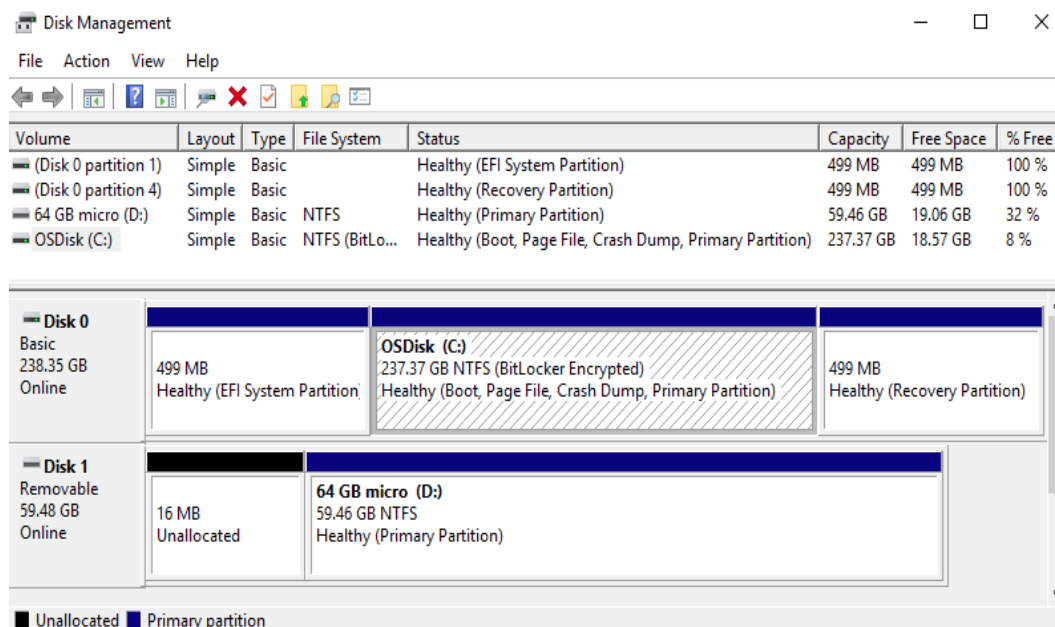 Disk Management
File Action View Help
Volume Layout Type File System Status Capacity Free Space % Free
(Disk 0 partition 1) Simple Basic Healthy (EFI System Partition) 499 MB 499 MB 100 %
(Disk 0 partition 4) Simple Basic Healthy (Recovery Partition) 499 MB 499 MB 100 %
64 GB micro (D:) Simple Basic NTFS Healthy (Primary Partition) 59.46 GB 19.06 GB 32 %
OSDisk (C:) Simple Basic NTFS (BitLo... Healthy (Boot, Page File, Crash Dump, Primary Partition) 237.37 GB 18.57 GB 8 %
Disk 0
Basic
238.35 GB
Online
499 MB
Healthy (EFI System Partition
OSDisk (C:)
237.37 GB NTFS (BitLocker Encrypted)
Healthy (Boot, Page File, Crash Dump, Primary Partition)
499 MB
Healthy (Recovery Partition)
Disk 1
Removable
59.48 GB
Online
16 MB
Unallocated
64 GB micro (D:)
59.46 GB NTFS
Healthy (Primary Partition)
Unallocated Primary partition